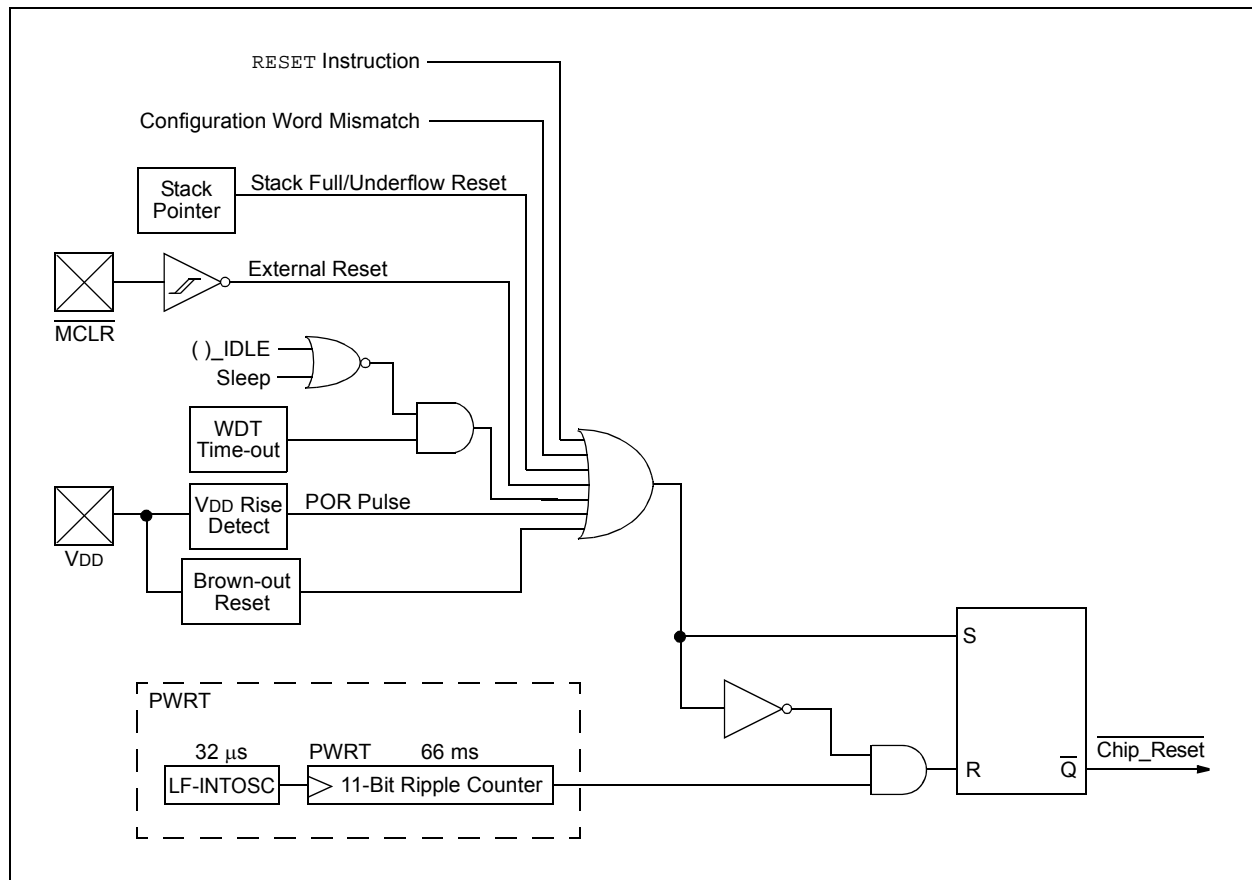 RESET Instruction
Configuration Word Mismatch
Stack
Pointer
Stack Full/Underflow Reset
External Reset
MCLR
( )_IDLE
Sleep
WDT
Time-out
VDD Rise
Detect
POR Pulse
VDD
Brown-out
Reset
S
PWRT
32 μs
PWRT 66 ms
LF-INTOSC
11-Bit Ripple Counter
R
Q
Chip_Reset